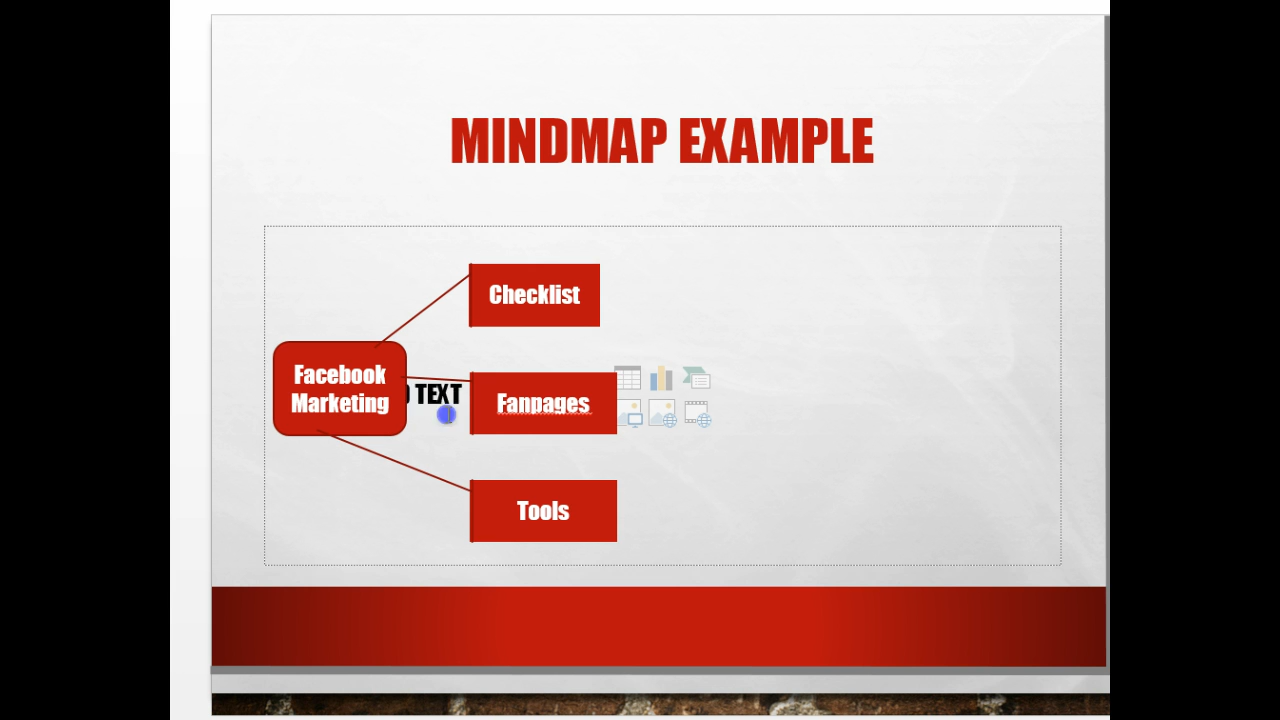 MINDMAP EXAMPLE
Checklist
Facebook
Marketing
TEXT
Fanpages
Tools